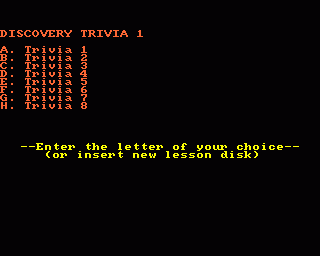 DISCOVERY TRIVIA 1
A. Trivia 1
B. Trivia 2
C. Trivia 3
D. Trivia 4
E. Trivia 5
F. Trivia 6
G. Trivia 7
H. Trivia 8
--Enter the letter of your choice--
(or insert new lesson disk)